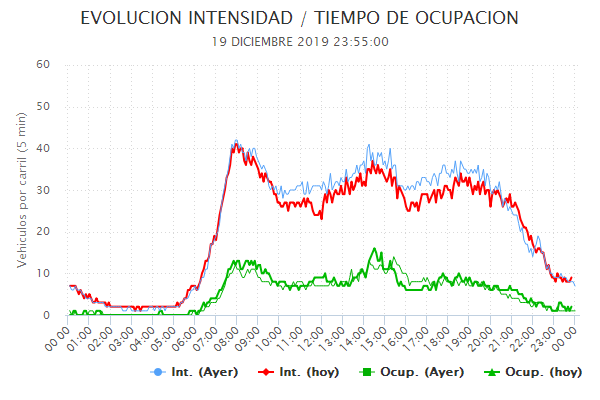 EVOLUCION INTENSIDAD / TIEMPO DE OCUPACION
19 DICIEMBRE 2019 23:55:00
Vehiculos por carril (5 min)
60
50
40
30
20
10
0
00:00 01:00 02:00 03:00 04:00 05:00 06:00 07:00 08:00 09:00 10:00 11:00 12:00 13:00 14:00 15:00 16:00 17:00 18:00 19:00 20:00 21:00 22:00 23:00 00:00
Int. (Ayer) Int. (hoy) Ocup. (Ayer) Ocup. (hoy)